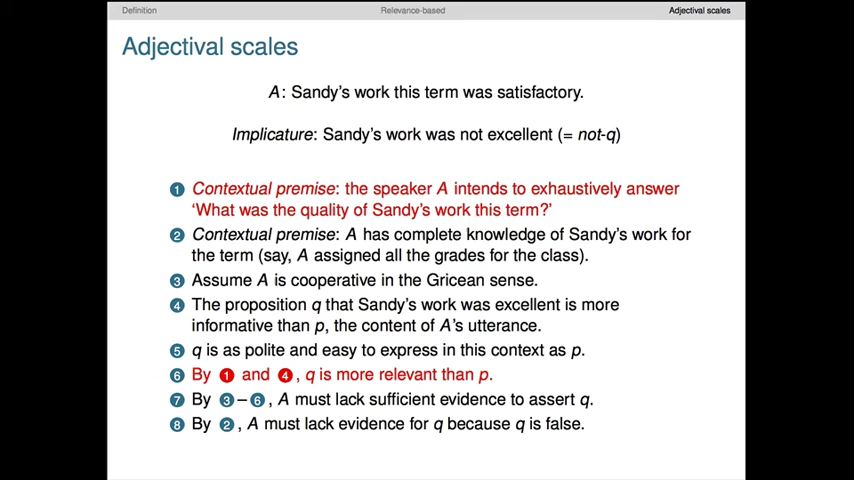 Definition Relevance-based Adjectival scales
Adjectival scales
A: Sandy's work this term was satisfactory.
Implicature: Sandy's work was not excellent (= not-q)
1 Contextual premise: the speaker A intends to exhaustively answer
'What was the quality of Sandy's work this term?'
2 Contextual premise: A has complete knowledge of Sandy's work for
the term (say, A assigned all the grades for the class).
3 Assume A is cooperative in the Gricean sense.
4 The proposition q that Sandy's work was excellent is more
informative than p, the content of A's utterance.
5 q is as polite and easy to express in this context as p.
6 By 1 and 4, q is more relevant than p.
7 By 3–6, A must lack sufficient evidence to assert q.
8 By 2, A must lack evidence for q because q is false.